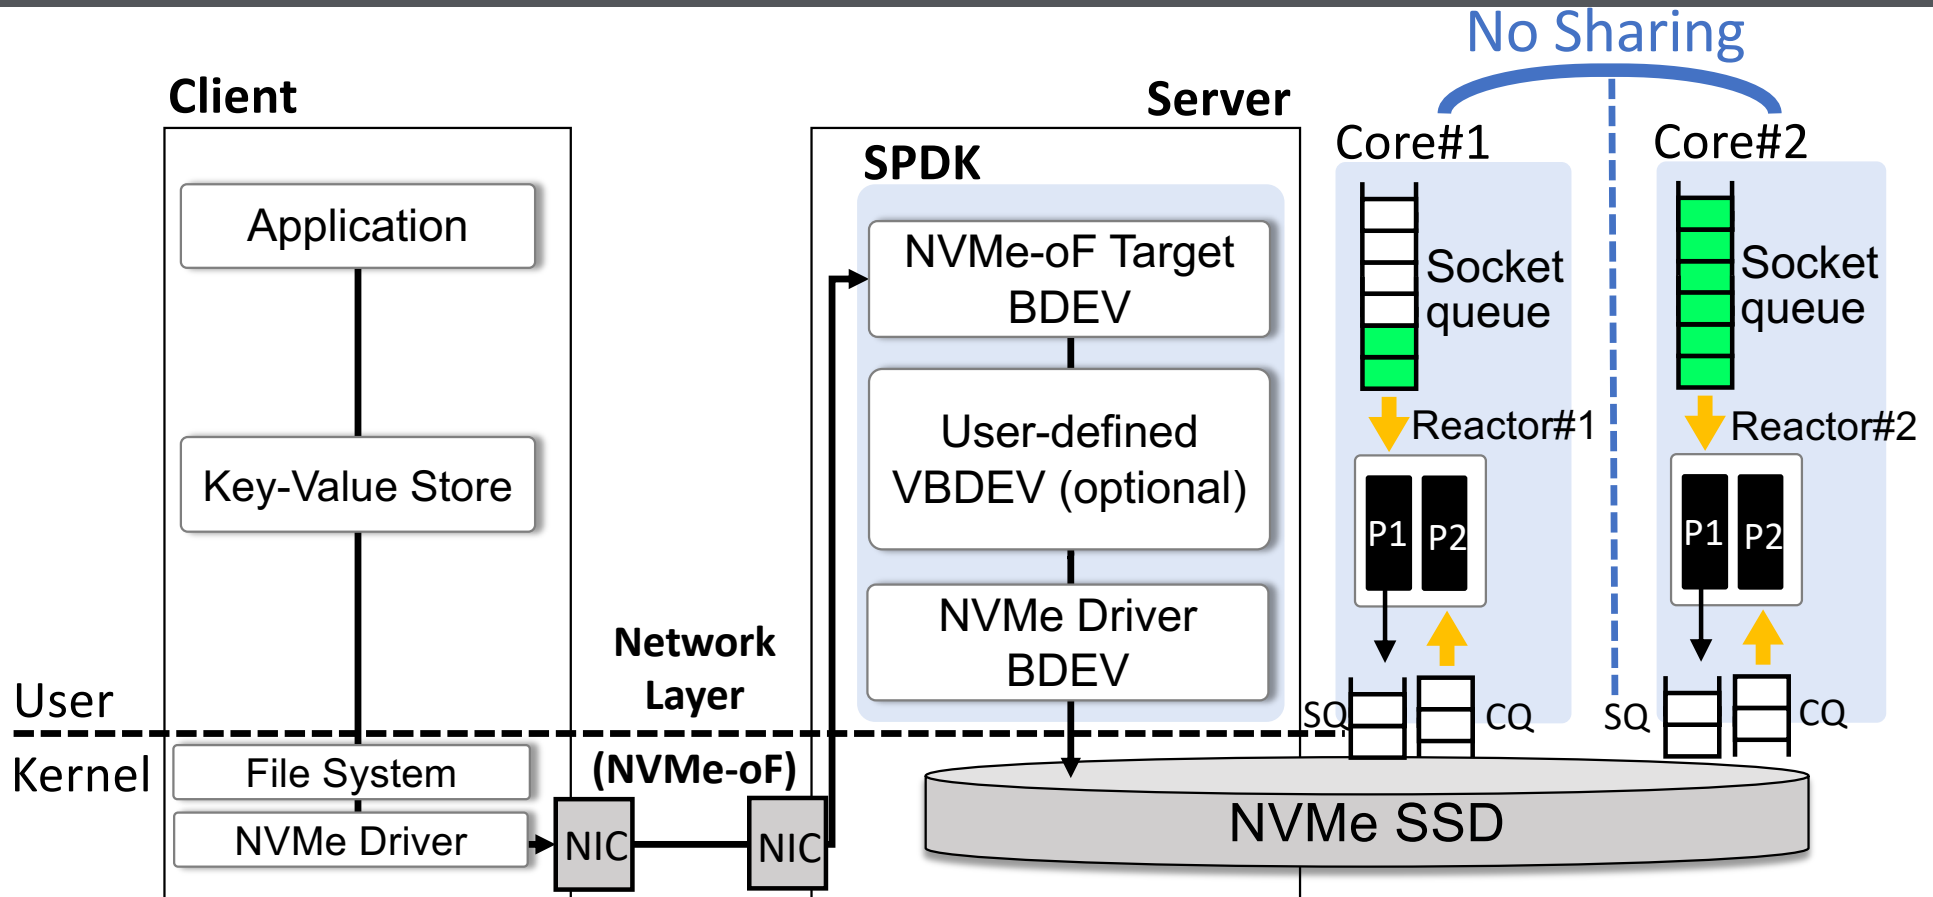 No Sharing
Client
Server
Core#1
Core#2
SPDK
Application
NVMe-oF Target
BDEV
Socket
queue
Socket
queue
User-defined
VBDEV (optional)
Reactor#1
Reactor#2
Key-Value Store
P1
P2
P1
P2
NVMe Driver
BDEV
Network
Layer
User
SQ
CQ
SQ
CQ
Kernel
File System
(NVMe-oF)
NVMe Driver
NIC
NIC
NVMe SSD